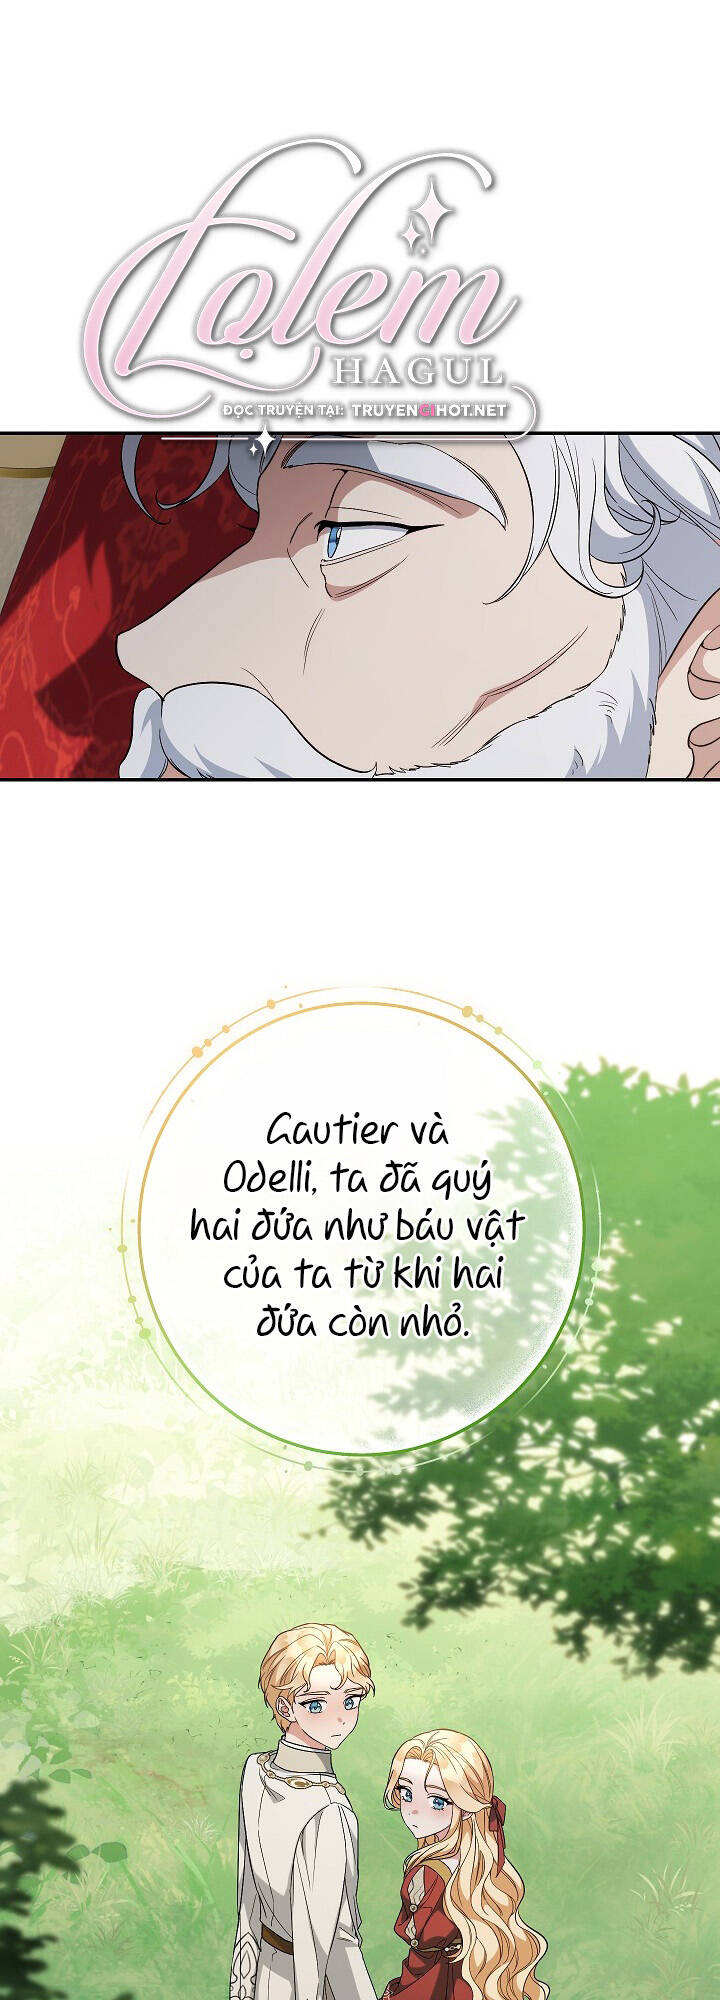 Lọlem
HAGUL
ĐỌC TRUYỆN TẠI: TRUYENGIHOT.NET
Gautier và
Odelli, ta đã quý
hai đứa như báu vật
của ta từ khi hai
đứa còn nhỏ.